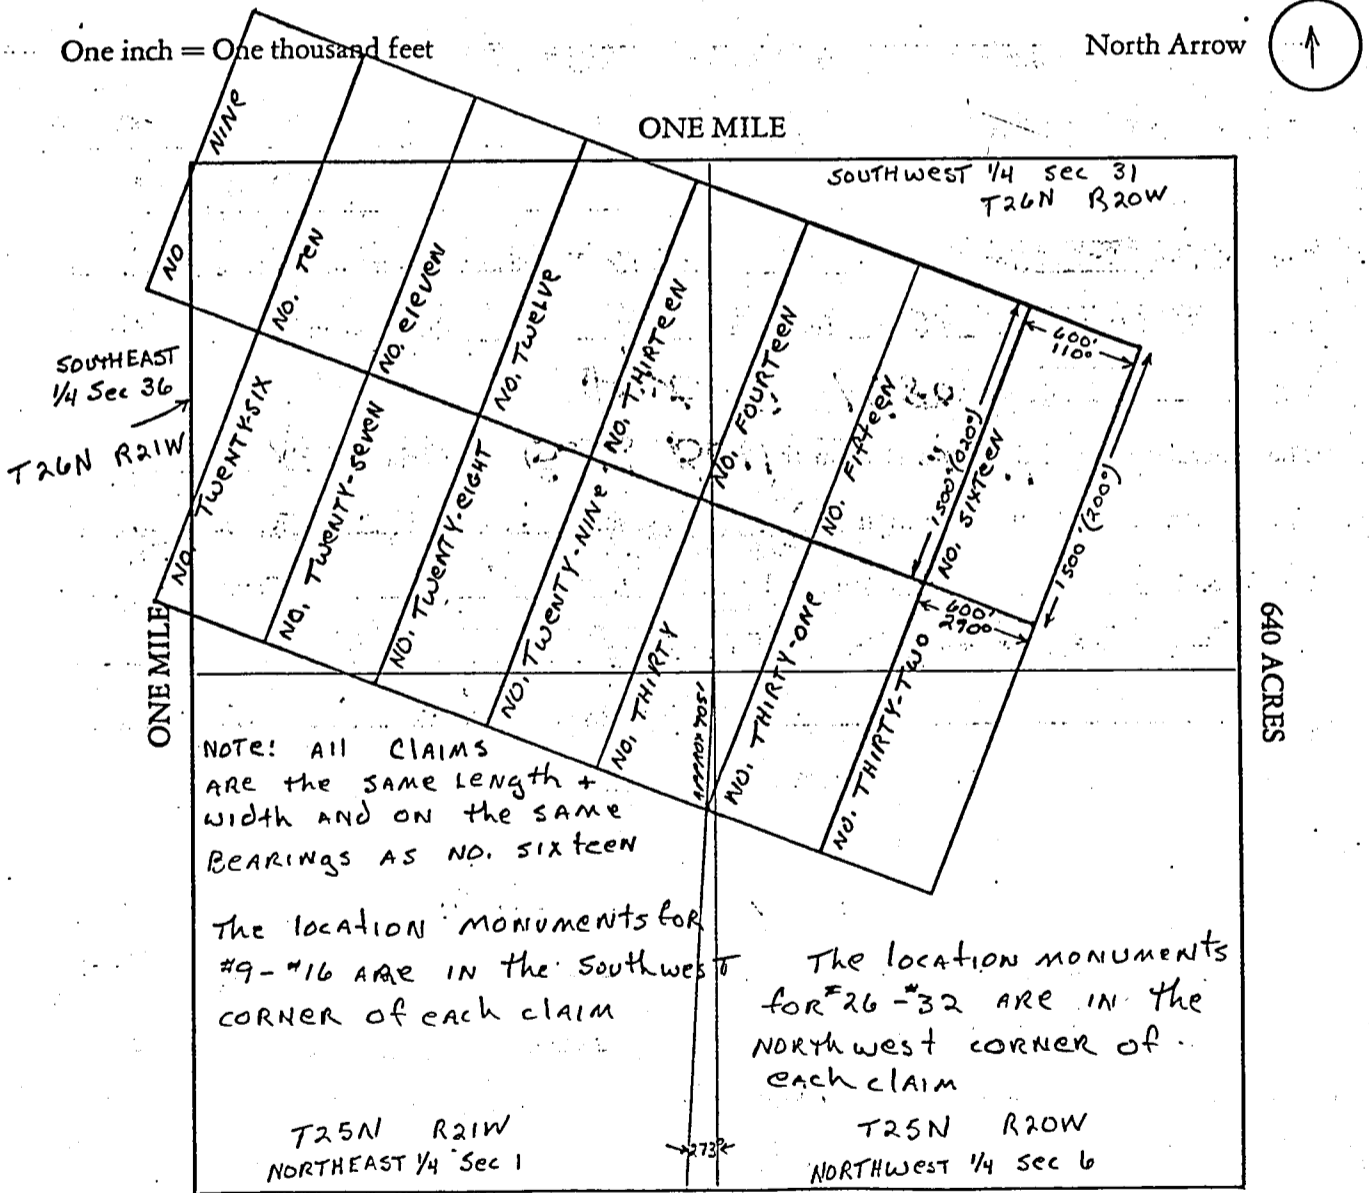 One inch = One thousand feet
North Arrow
ONE MILE
SOUTHWEST 1/4 Sec 31
T26N R20W
NO NINE
NO. TEN
NO. ELEVEN
NO. TWELVE
NO. THIRTEEN
NO. FOURTEEN
NO. FIFTEEN
NO. SIXTEEN
600'
110°
1500' (020°)
1500' (200°)
600'
290°
SOUTHEAST
1/4 Sec 36
T26N R21W
NO. TWENTY-SIX
NO. TWENTY-SEVEN
NO. TWENTY-EIGHT
NO. TWENTY-NINE
NO. THIRTY
NO. THIRTY-ONE
NO. THIRTY-TWO
ONE MILE
640 ACRES
APPROX 705'
NOTE! All CLAIMS
ARE the SAME LENGTH +
WIDTH AND ON the SAME
BEARINGS AS NO. SIXTEEN
The location monuments for
#9-#16 ARE IN the Southwest
CORNER of each claim
The location monuments
for #26-#32 ARE IN the
NORTHWEST CORNER of
each claim
T25N R21W
NORTHEAST 1/4 Sec 1
273'
T25N R20W
NORTHWEST 1/4 Sec 6